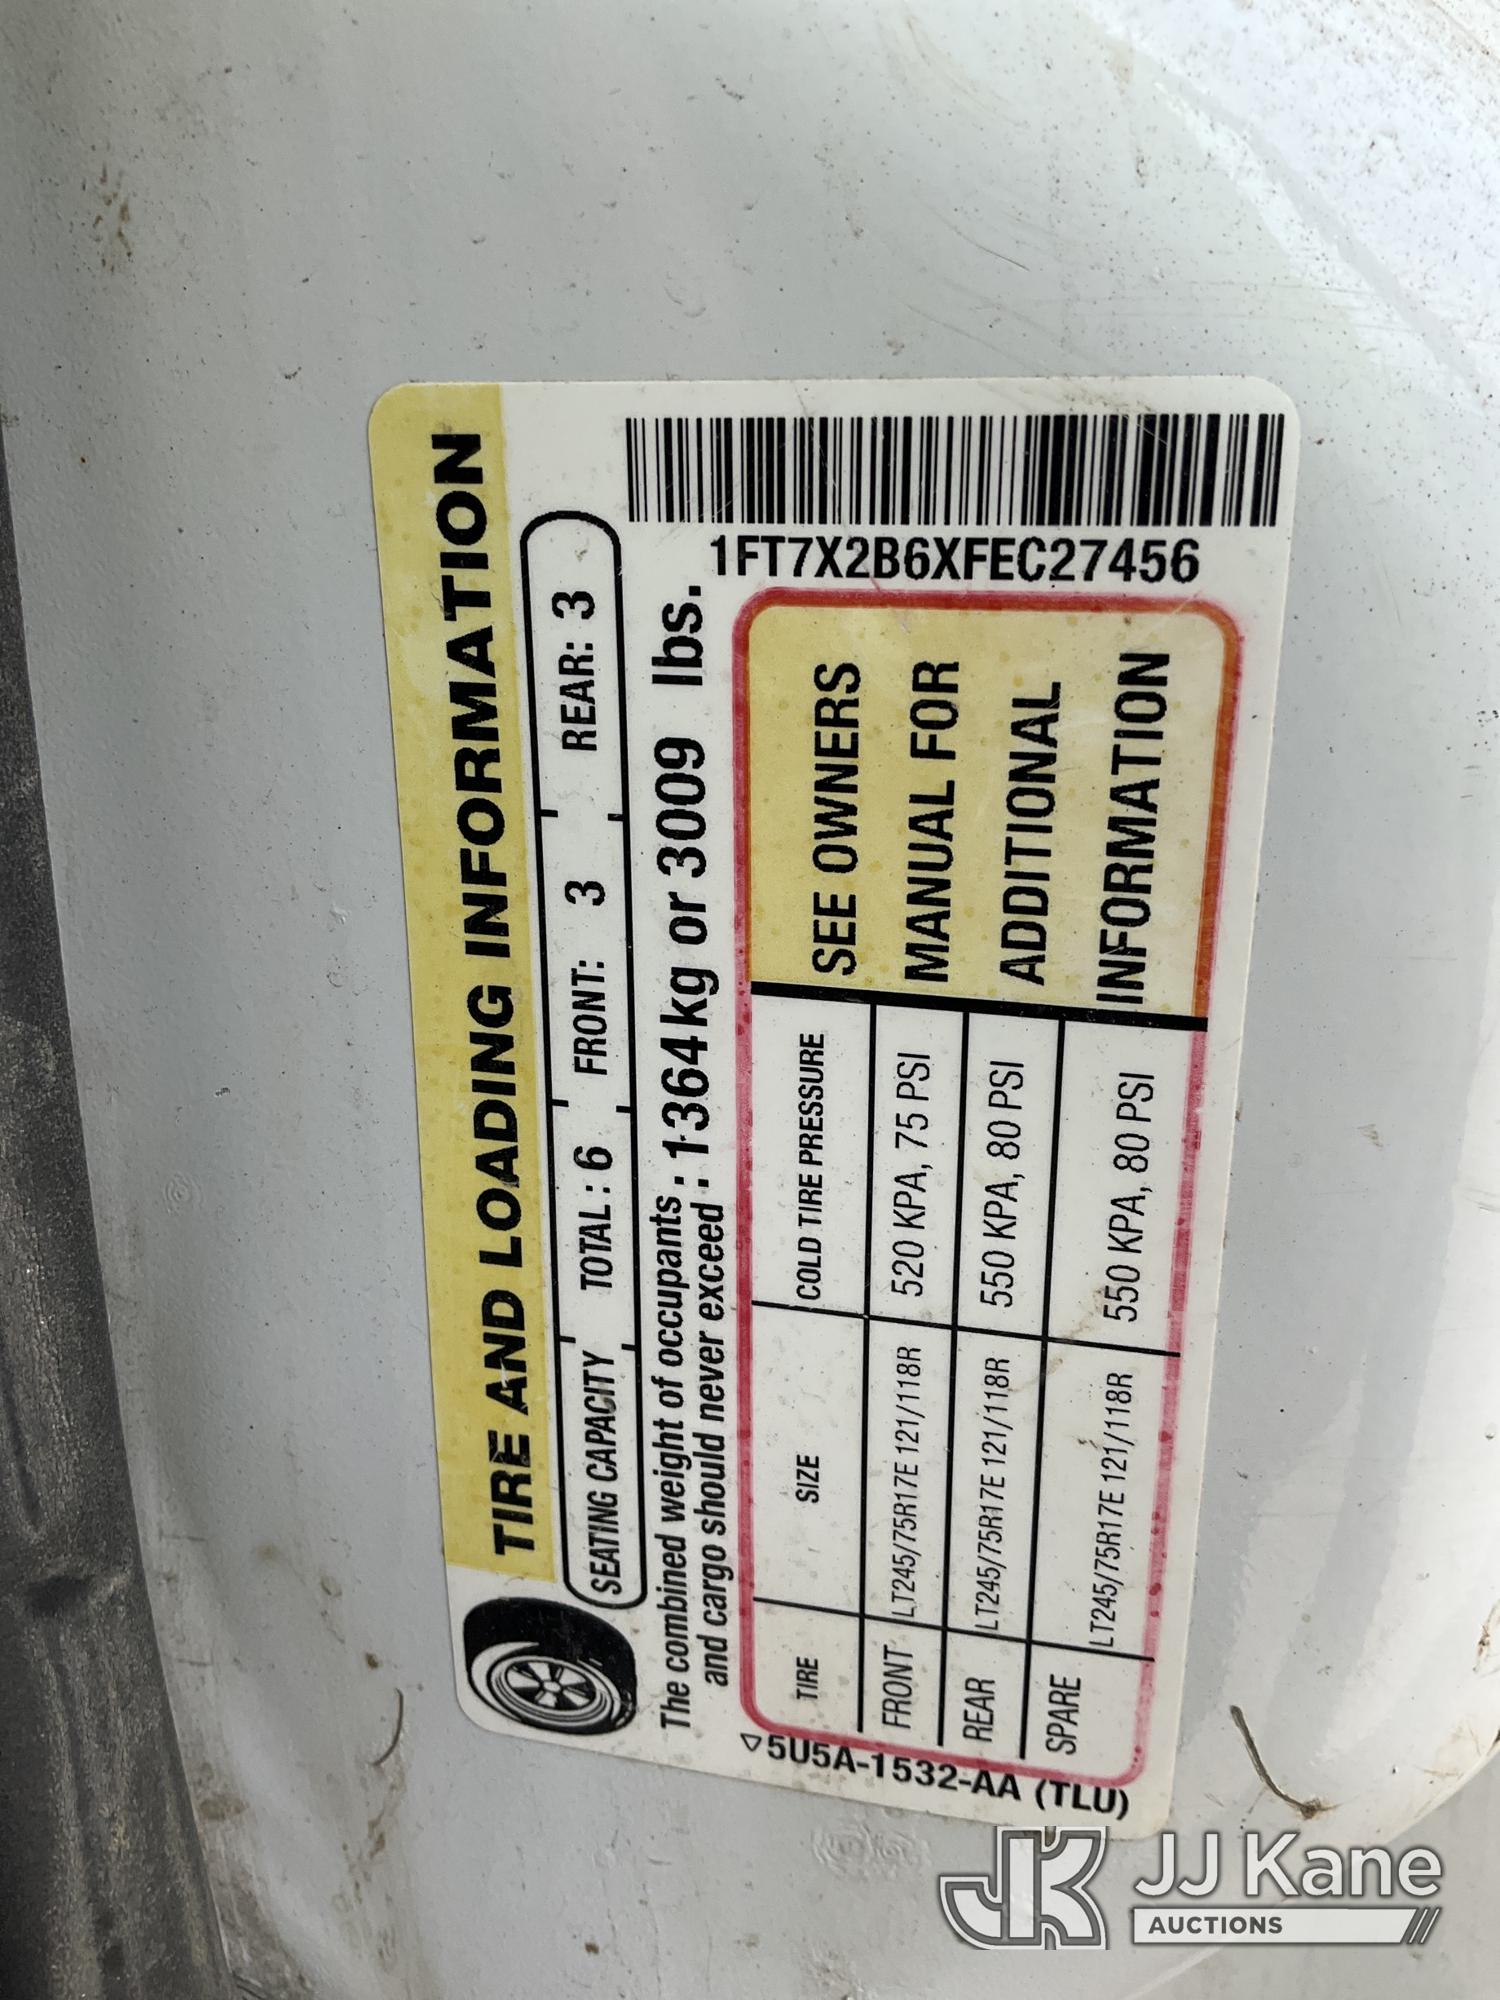 TIRE AND LOADING INFORMATION
SEATING CAPACITY TOTAL : 6 FRONT: 3 REAR: 3
The combined weight of occupants : 1364kg or 3009 lbs.
and cargo should never exceed :
1FT7X2B6XFEC27456
TIRE SIZE COLD TIRE PRESSURE
FRONT LT245/75R17E 121/118R 520 KPA, 75 PSI
REAR LT245/75R17E 121/118R 550 KPA, 80 PSI
SPARE LT245/75R17E 121/118R 550 KPA, 80 PSI
SEE OWNERS
MANUAL FOR
ADDITIONAL
INFORMATION
5U5A-1532-AA (TLU)
JK JJ Kane
AUCTIONS